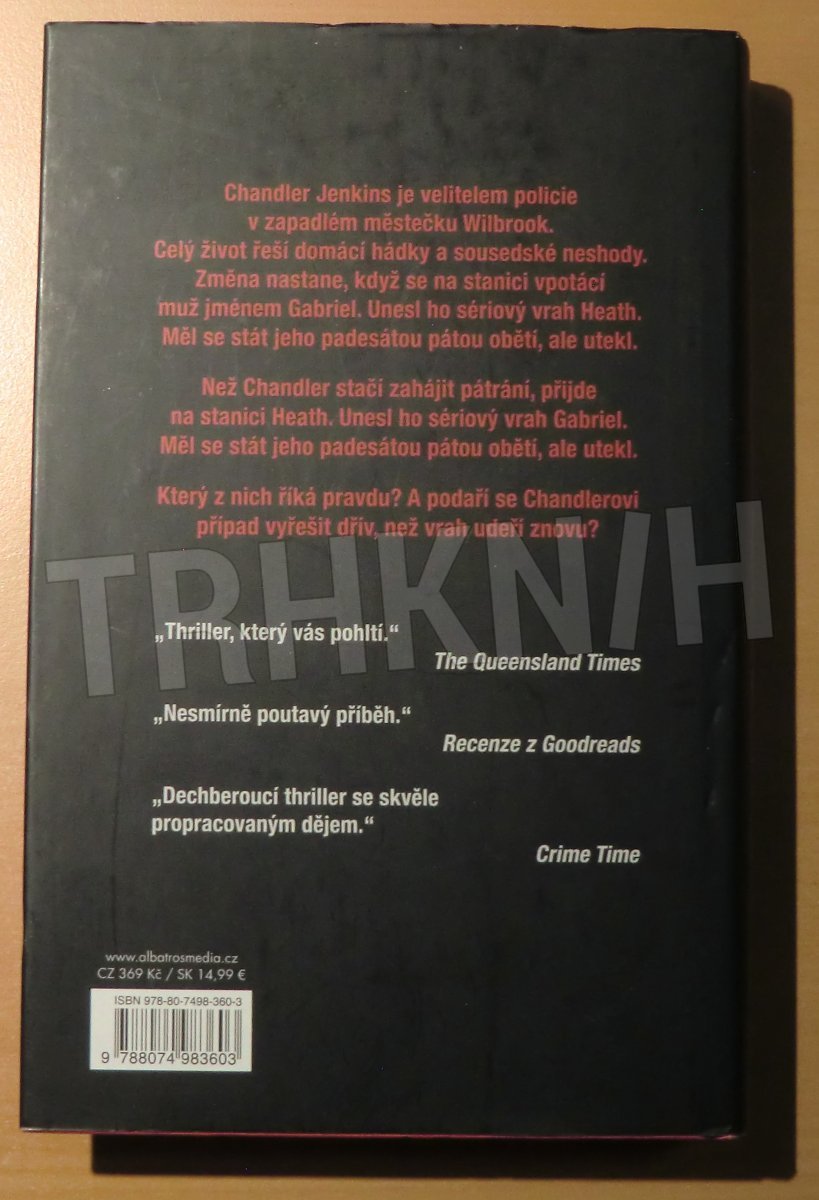 Chandler Jenkins je velitelem policie
v zapadlém městečku Wilbrook.
Celý život řeší domácí hádky a sousedské neshody.
Změna nastane, když se na stanici vpotácí
muž jménem Gabriel. Unesl ho sériový vrah Heath.
Měl se stát jeho padesátou pátou obětí, ale utekl.
Než Chandler stačí zahájit pátrání, přijde
na stanici Heath. Unesl ho sériový vrah Gabriel.
Měl se stát jeho padesátou pátou obětí, ale utekl.
Který z nich říká pravdu? A podaří se Chandlerovi
případ vyřešit dřív, než vrah udeří znovu?
TRHKNIH
„Thriller, který vás pohltí.“
The Queensland Times
„Nesmírně poutavý příběh.“
Recenze z Goodreads
„Dechberoucí thriller se skvěle
propracovaným dějem.“
Crime Time
www.albatrosmedia.cz
CZ 369 Kč / SK 14,99 €
ISBN 978-80-7498-360-3
9 788074 983603